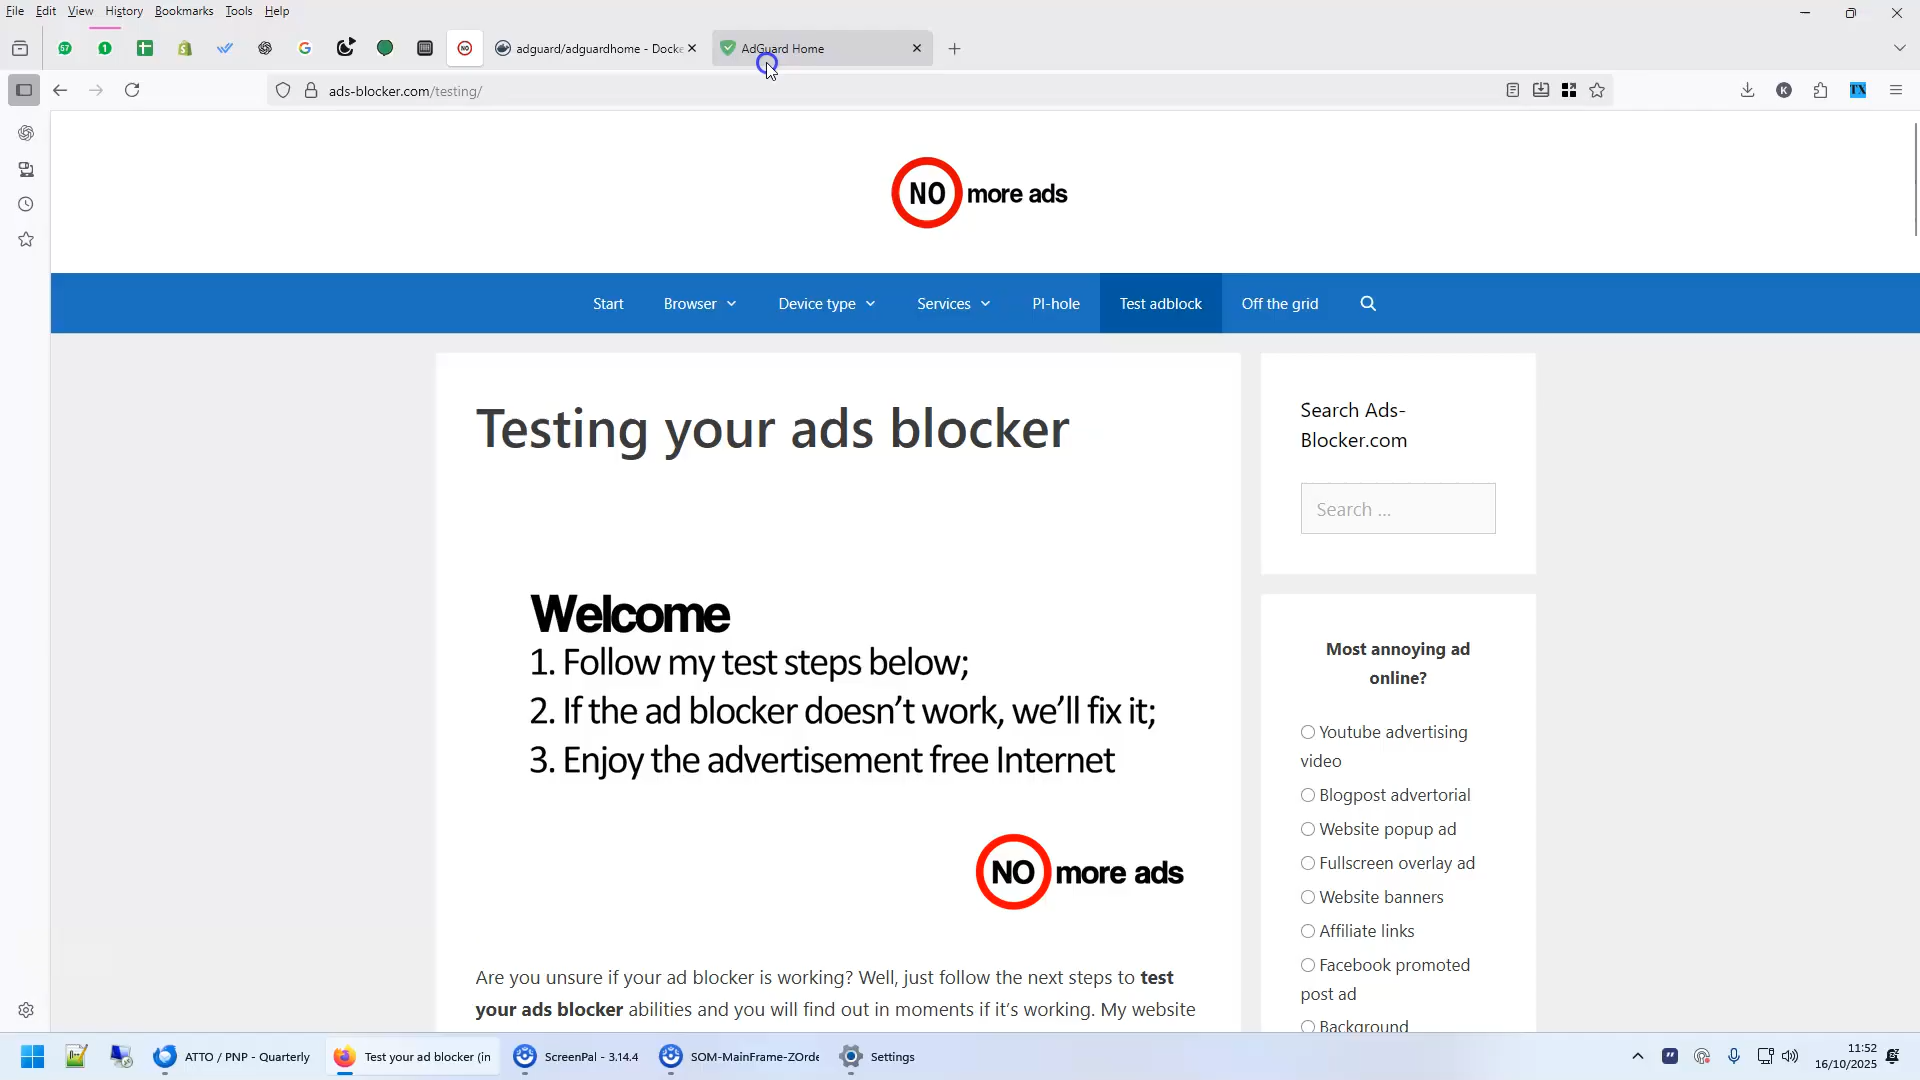 File Edit View History Bookmarks Tools Help
57 1 NO adguard/adguardhome - Docke AdGuard Home
ads-blocker.com/testing/
K TX
NO more ads
Start Browser Device type Services PI-hole Test adblock Off the grid
Testing your ads blocker
Welcome
1. Follow my test steps below;
2. If the ad blocker doesn't work, we'll fix it;
3. Enjoy the advertisement free Internet
NO more ads
Are you unsure if your ad blocker is working? Well, just follow the next steps to test
your ads blocker abilities and you will find out in moments if it's working. My website
Search Ads-
Blocker.com
Search ...
Most annoying ad
online?
Youtube advertising
video
Blogpost advertorial
Website popup ad
Fullscreen overlay ad
Website banners
Affiliate links
Facebook promoted
post ad
Background
ATTO / PNP - Quarterly Test your ad blocker (in ScreenPal - 3.14.4 SOM-MainFrame-ZOrde Settings
11:52
16/10/2025